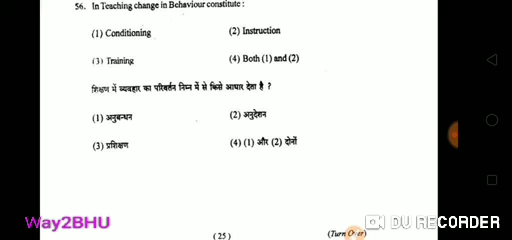 56. In Teaching change in Behaviour constitute :
(1) Conditioning (2) Instruction
(3) Training (4) Both (1) and (2)
शिक्षण में व्यवहार का परिवर्तन निम्न में से किसे आधार देता है ?
(1) अनुबन्धन (2) अनुदेशन
(3) प्रशिक्षण (4) (1) और (2) दोनों
Way2BHU
(25) (Turn Over)
DU RECORDER